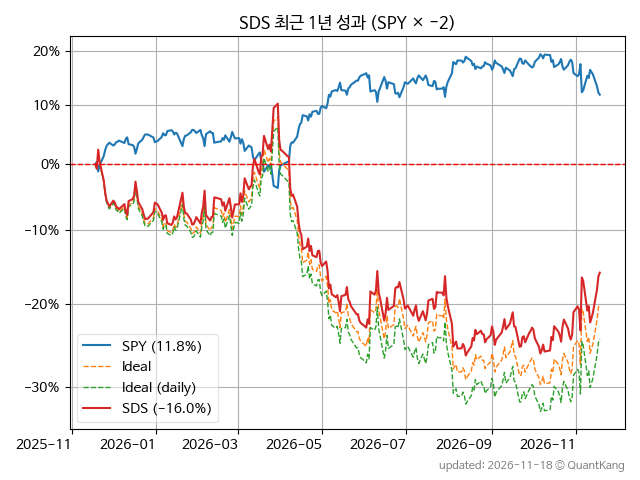 SDS 최근 1년 성과 (SPY × −2)
20%
10%
0%
−10%
−20%
−30%
SPY (11.8%)
Ideal
Ideal (daily)
SDS (−16.0%)
2025-11
2026-01
2026-03
2026-05
2026-07
2026-09
2026-11
updated: 2026-11-18 © QuantKang